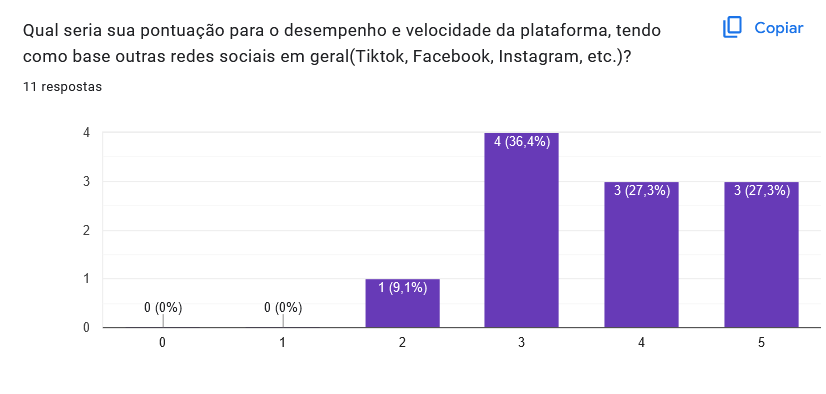 Qual seria sua pontuação para o desempenho e velocidade da plataforma, tendo
como base outras redes sociais em geral(Tiktok, Facebook, Instagram, etc.)?
Copiar
11 respostas
4
3
2
1
0
0 (0%)
0 (0%)
1 (9,1%)
4 (36,4%)
3 (27,3%)
3 (27,3%)
0 1 2 3 4 5